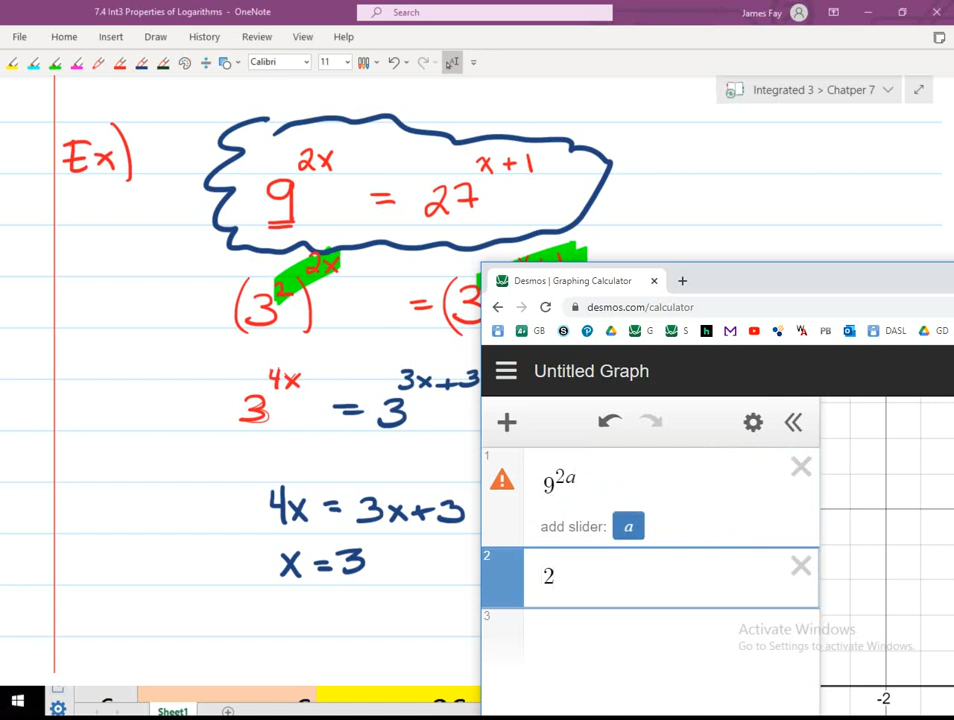 7.4 Int3 Properties of Logarithms - OneNote
Search
James Fay
File Home Insert Draw History Review View Help
Calibri 11
Integrated 3 > Chatper 7
Ex) 9^{2x} = 27^{x+1}
(3^2)^{2x} = (3
3^{4x} = 3^{3x+3}
4x = 3x+3
x = 3
Desmos | Graphing Calculator
desmos.com/calculator
GB S G S h PB DASL GD
Untitled Graph
1
9^{2a}
add slider: a
2
2
3
Activate Windows
Go to Settings to activate Windows.
-2
Sheet1